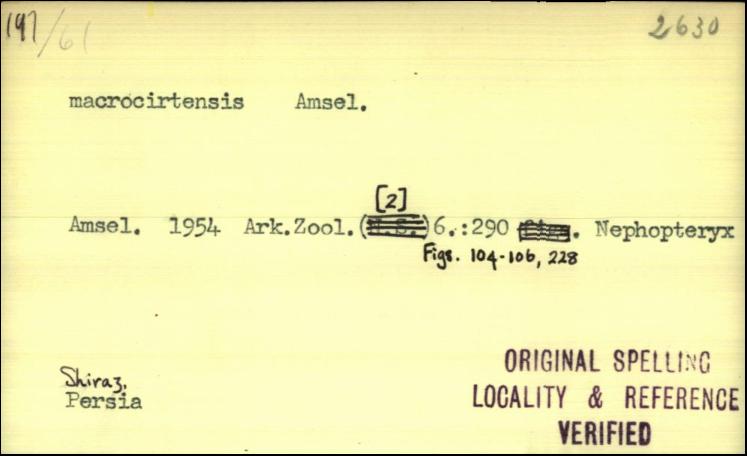 197/61 2630
macrocirtensis Amsel.
[2]
Amsel. 1954 Ark.Zool. (N.S.)6.:290 . Nephopteryx
Figs. 104-106, 228
Shiraz,
Persia
ORIGINAL SPELLING
LOCALITY & REFERENCE
VERIFIED